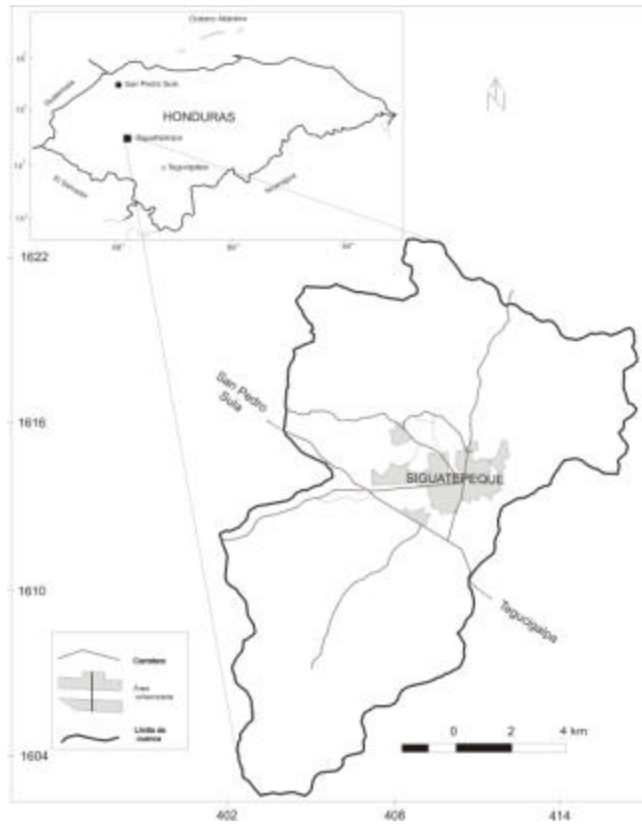 Océano Atlántico
Guatemala
San Pedro Sula
HONDURAS
Siguatepeque
Tegucigalpa
El Salvador
Nicaragua
N
1622
1616
1610
1604
San Pedro
Sula
SIGUATEPEQUE
Tegucigalpa
Carretera
Área
urbanizada
Límite de
cuenca
0 2 4 km
402 408 414